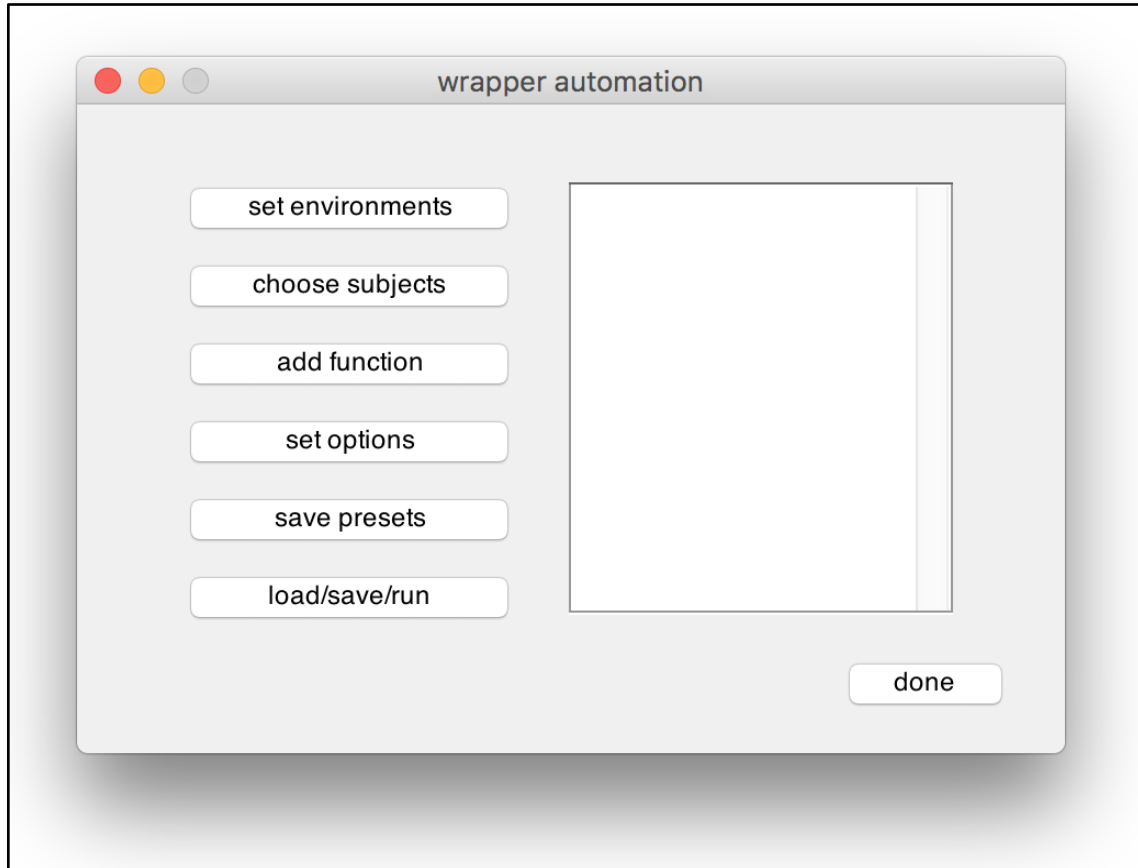 wrapper automation
set environments
choose subjects
add function
set options
save presets
load/save/run
done